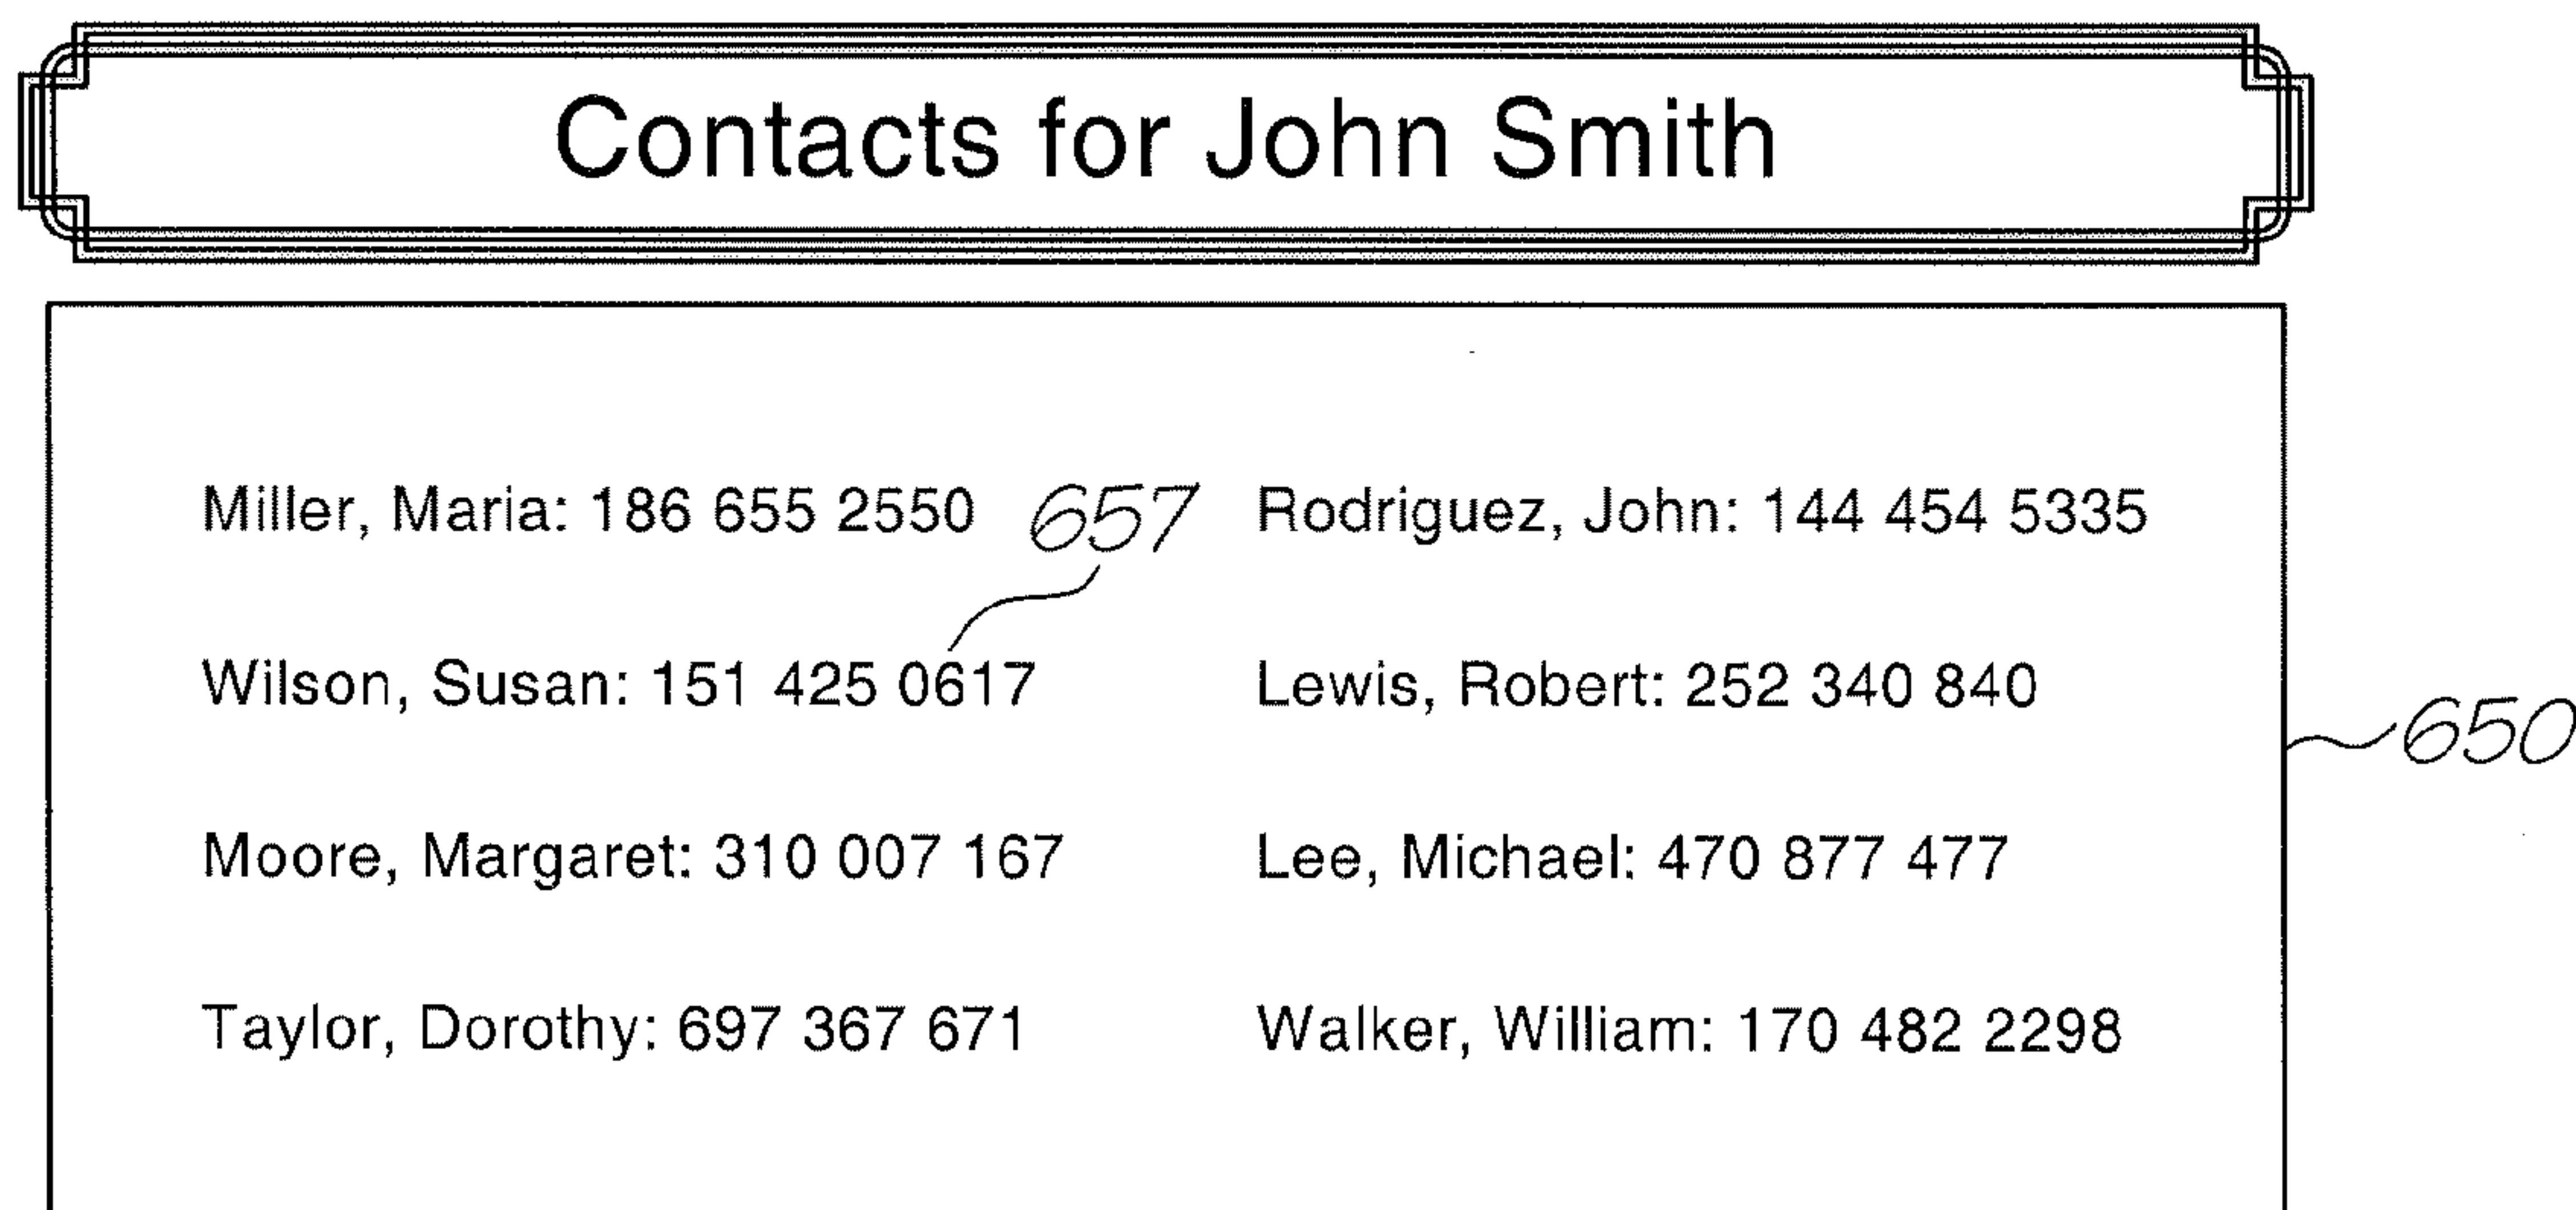 Contacts for John Smith
Miller, Maria: 186 655 2550
657
Rodriguez, John: 144 454 5335
Wilson, Susan: 151 425 0617
Lewis, Robert: 252 340 840
650
Moore, Margaret: 310 007 167
Lee, Michael: 470 877 477
Taylor, Dorothy: 697 367 671
Walker, William: 170 482 2298